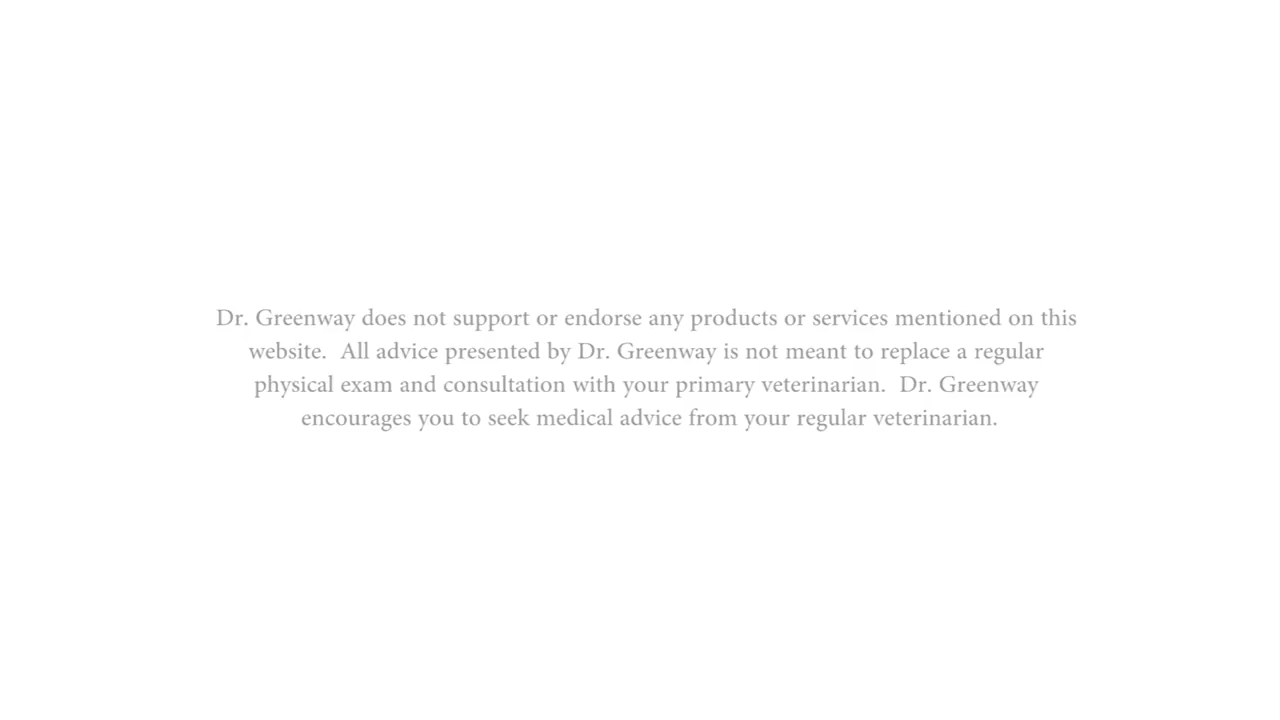 Dr. Greenway does not support or endorse any products or services mentioned on this
website.  All advice presented by Dr. Greenway is not meant to replace a regular
physical exam and consultation with your primary veterinarian.  Dr. Greenway
encourages you to seek medical advice from your regular veterinarian.